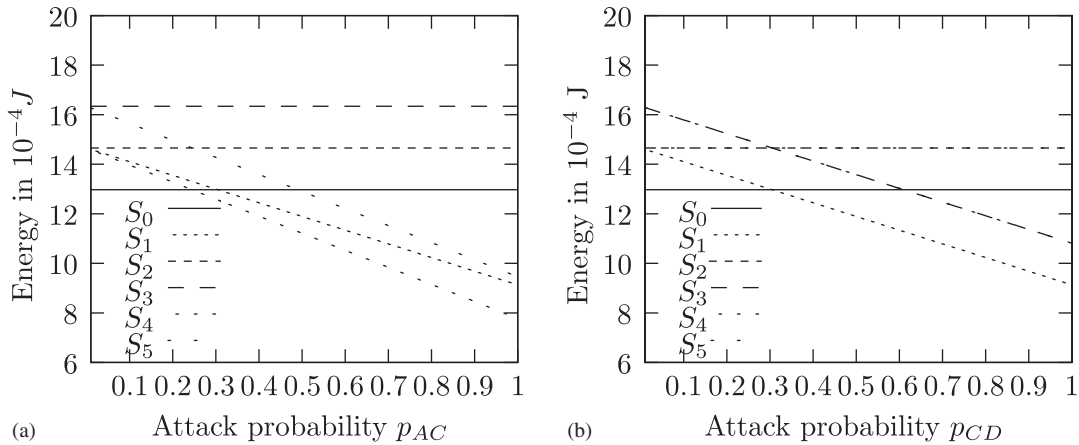 20
18
16
14
12
10
8
6
Energy in 10⁻⁴ J
S₀
S₁
S₂
S₃
S₄
S₅
0.1 0.2 0.3 0.4 0.5 0.6 0.7 0.8 0.9 1
(a) Attack probability p_AC
20
18
16
14
12
10
8
6
Energy in 10⁻⁴ J
S₀
S₁
S₂
S₃
S₄
S₅
0.1 0.2 0.3 0.4 0.5 0.6 0.7 0.8 0.9 1
(b) Attack probability p_CD